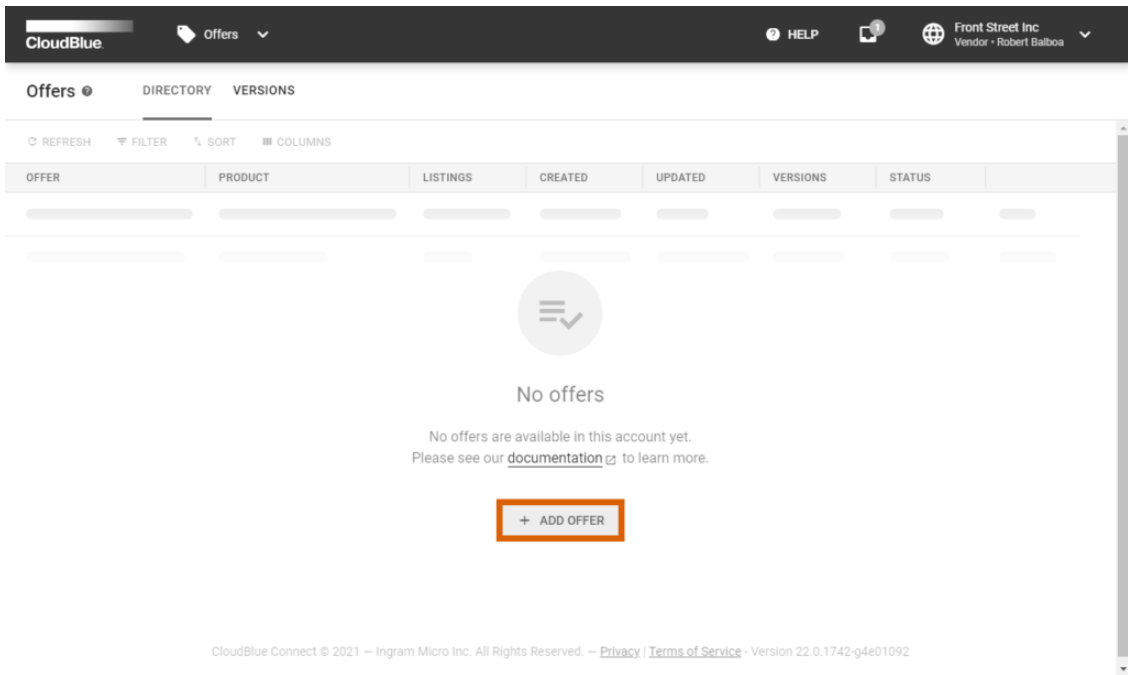 CloudBlue. Offers HELP 1 Front Street Inc
Vendor • Robert Balboa
Offers DIRECTORY VERSIONS
REFRESH FILTER SORT COLUMNS
OFFER PRODUCT LISTINGS CREATED UPDATED VERSIONS STATUS
No offers
No offers are available in this account yet.
Please see our documentation to learn more.
+ ADD OFFER
CloudBlue Connect © 2021 – Ingram Micro Inc. All Rights Reserved. – Privacy | Terms of Service - Version 22.0.1742-g4e01092